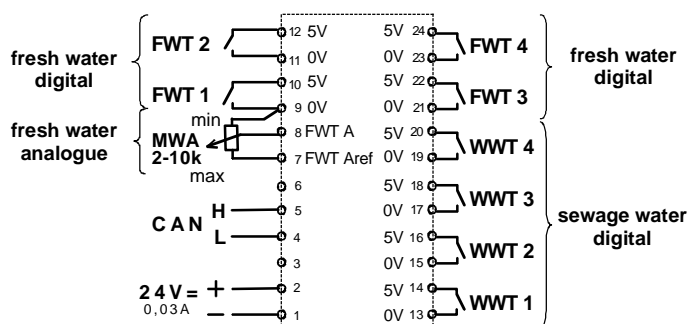 FWT 2
12 5V
11 0V
fresh water
digital
FWT 1
10 5V
9 0V
fresh water
analogue
min
MWA
2-10k
max
8 FWT A
7 FWT Aref
6
CAN
H
5
L
4
3
24V=
0,03A
+
2
–
1
5V 24
0V 23
FWT 4
5V 22
0V 21
FWT 3
fresh water
digital
5V 20
0V 19
WWT 4
5V 18
0V 17
WWT 3
5V 16
0V 15
WWT 2
5V 14
0V 13
WWT 1
sewage water
digital